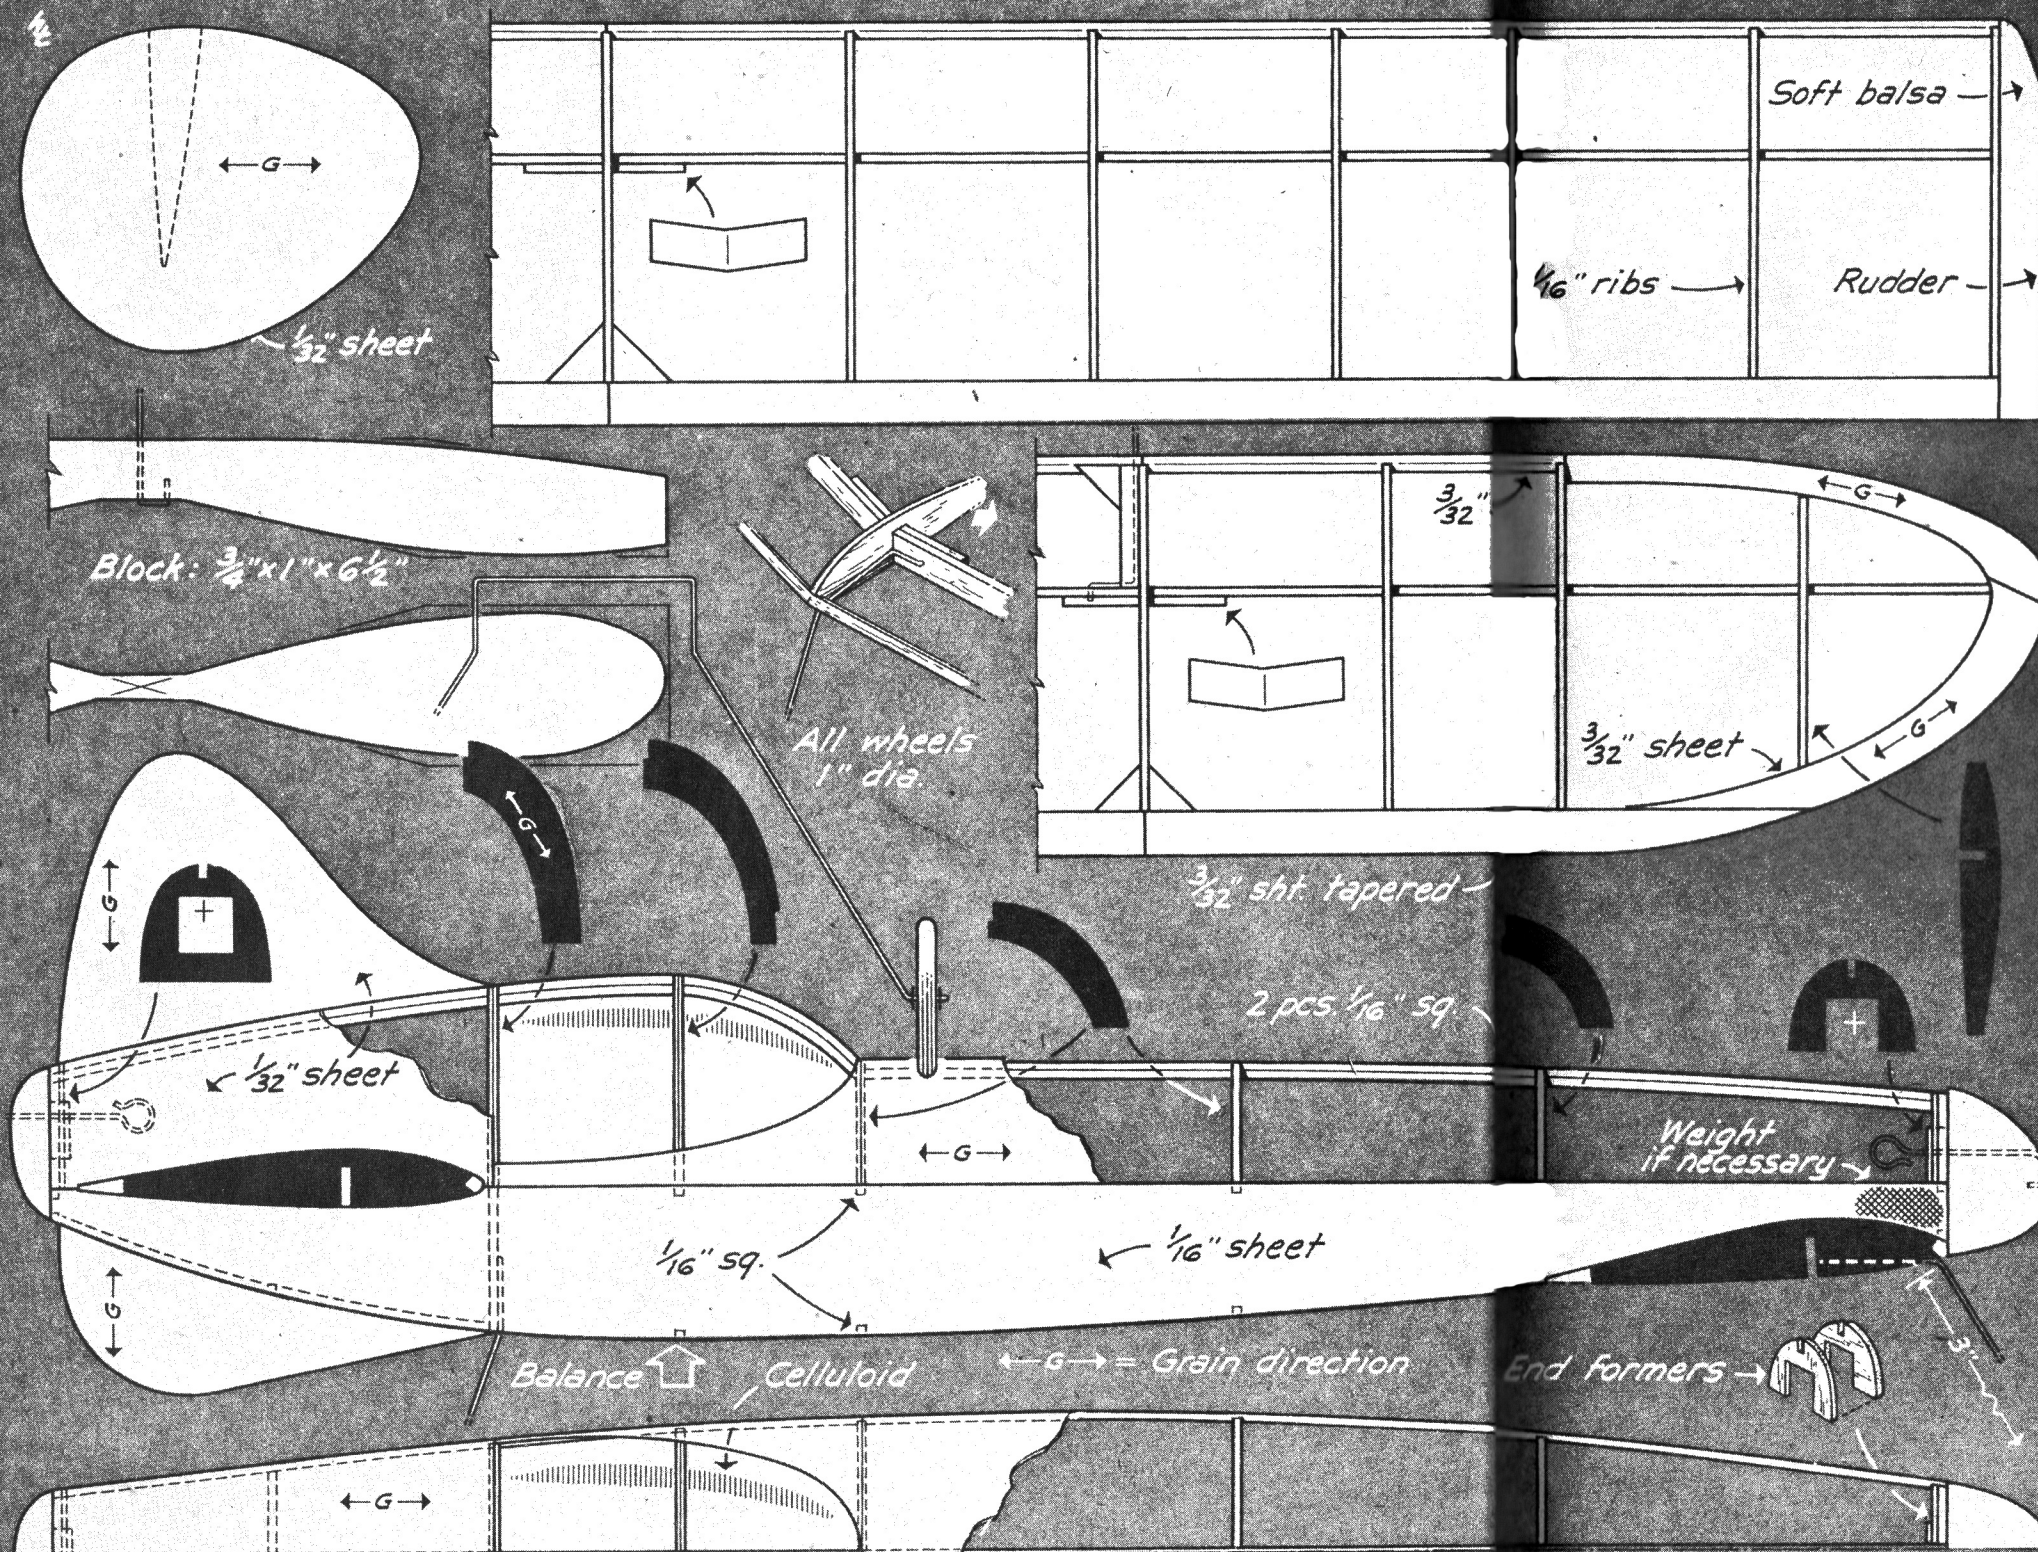 G
Soft balsa
1/16" ribs
Rudder
1/32" sheet
3/32"
G
Block: 3/4" x 1" x 6 1/2"
All wheels
1" dia.
3/32" sheet
G
G
G
3/32" sht. tapered
2 pcs. 1/16" sq.
1/32" sheet
G
Weight
if necessary
1/16" sq.
1/16" sheet
G
Balance
Celluloid
G = Grain direction
End formers
3"
G